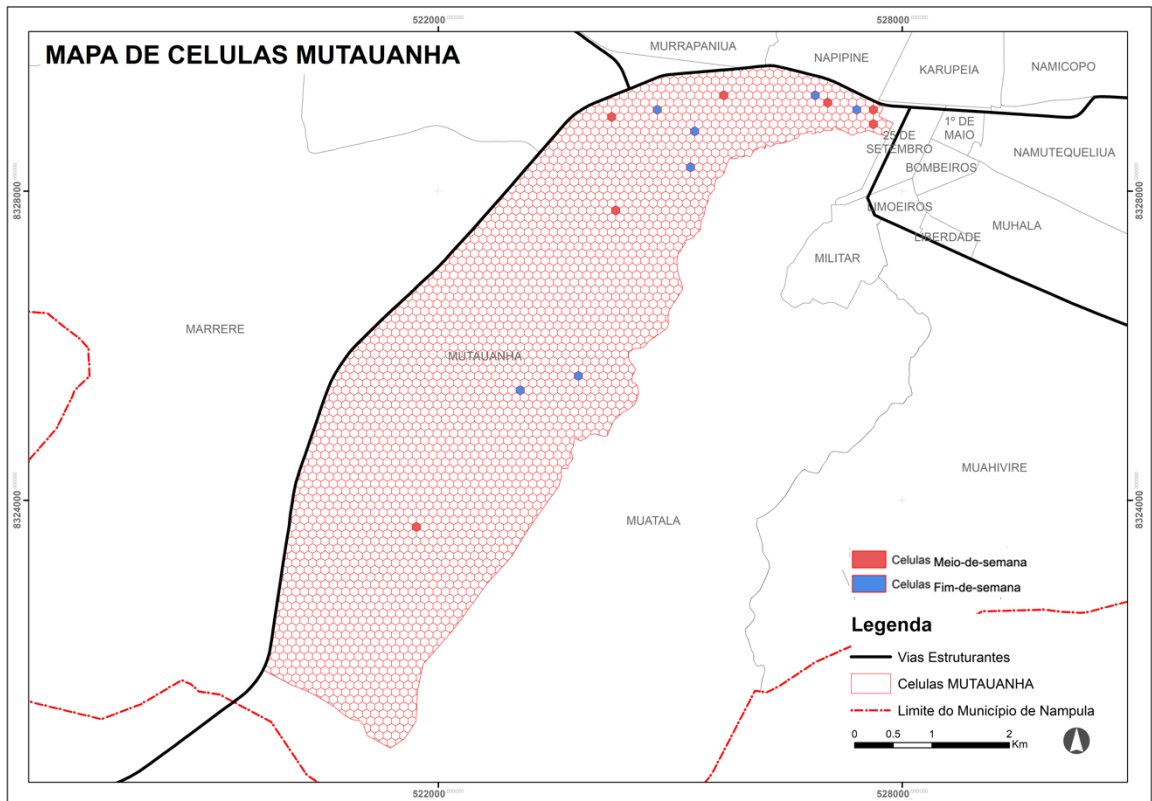 522000
528000
MAPA DE CELULAS MUTAUANHA
MURRAPANIUA
NAPIPINE
KARUPEIA
NAMICOPO
1º DE
MAIO
25 DE
SETEMBRO
NAMUTEQUELIUA
BOMBEIROS
8328000
8328000
LIMOEIROS
MUHALA
LIBERDADE
MILITAR
MARRERE
MUTAUANHA
MUAHIVIRE
8324000
8324000
MUATALA
Celulas Meio-de-semana
Celulas Fim-de-semana
Legenda
Vias Estruturantes
Celulas MUTAUANHA
Limite do Município de Nampula
0 0.5 1 2
Km
522000
528000